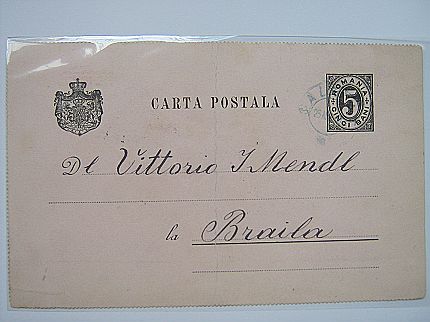 CARTA POSTALA
ROMANIA
5
CINCI BANI
Dl Vittorio J Mendl
la Braila